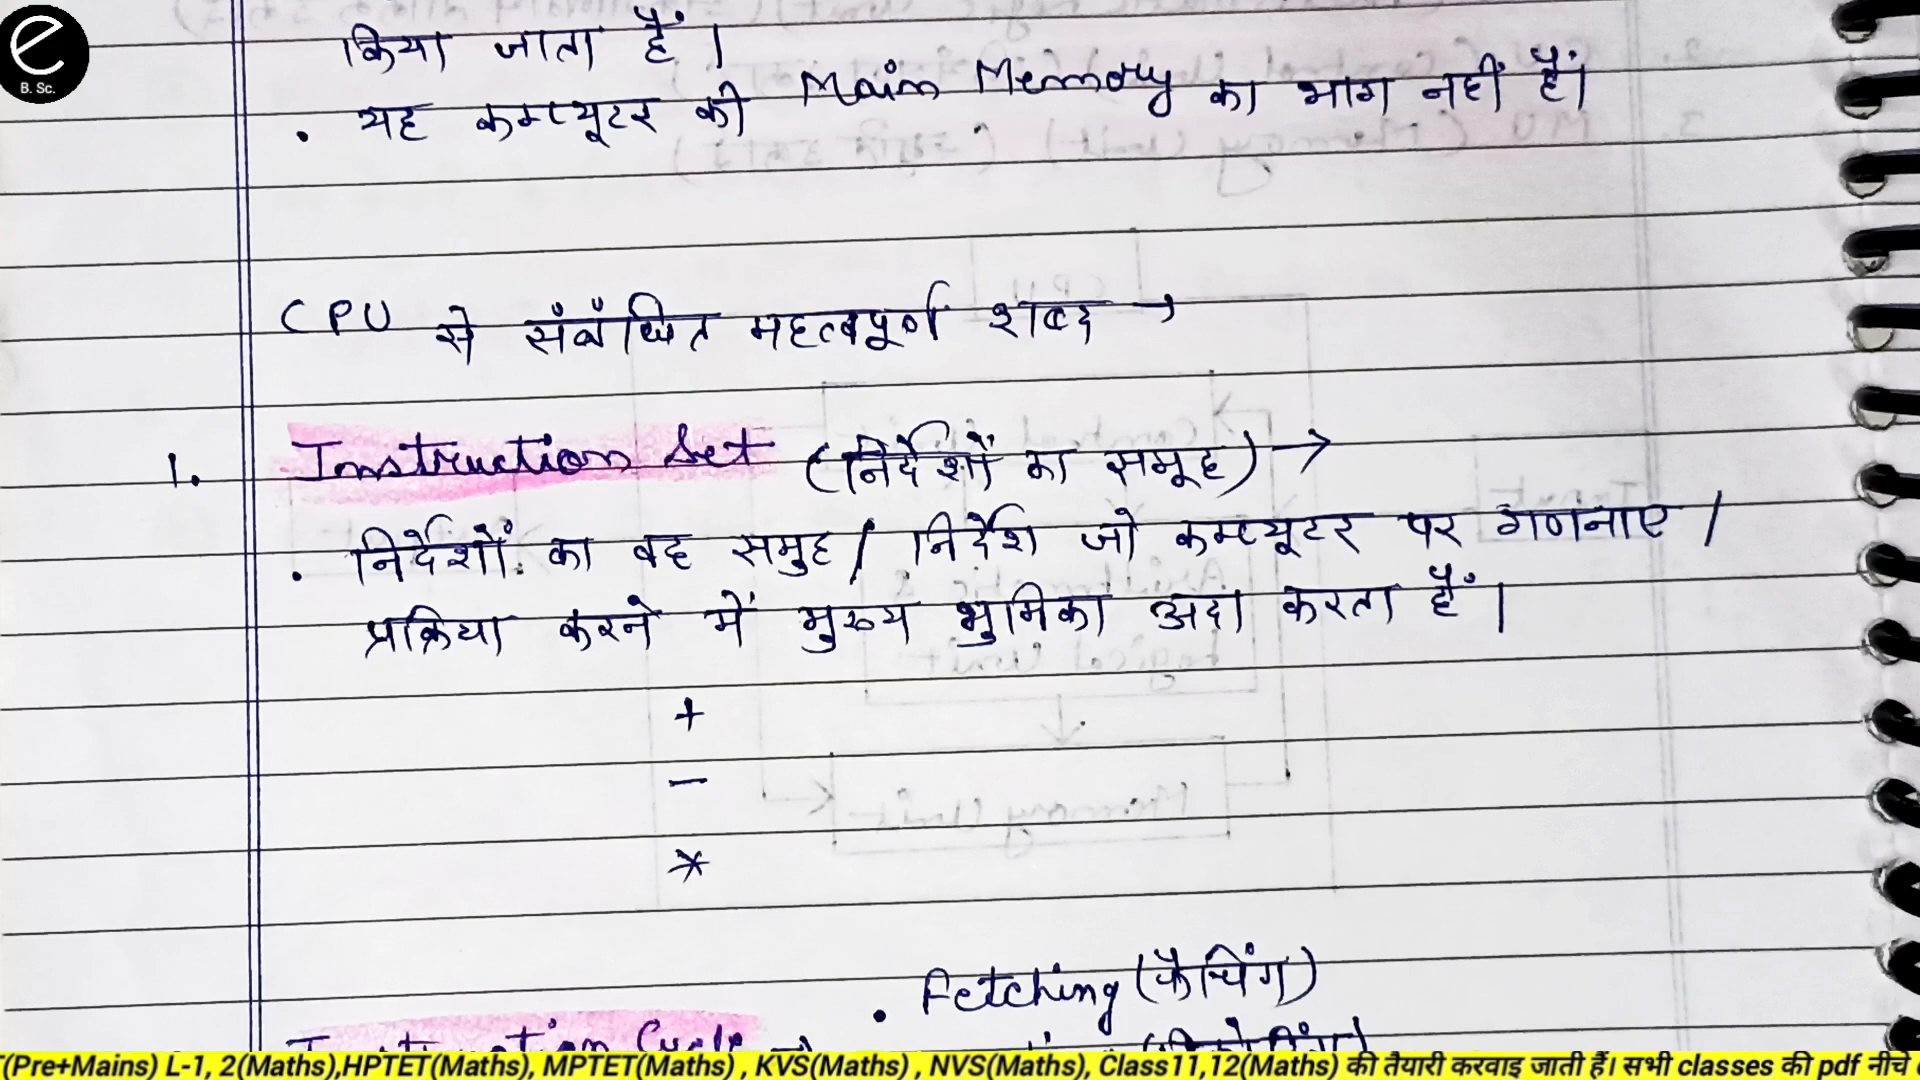 e
B. Sc.
किया जाता है ।
. यह कम्प्यूटर की Main Memory का भाग नहीं है।
CPU से संबंधित महत्वपूर्ण शब्द →
1. Instruction Set (निर्देशों का समूह) →
. निर्देशों का वह समुह / निर्देश जो कम्प्यूटर पर गणनाए /
प्रक्रिया करने में मुख्य भुमिका अदा करता है ।
+
−
*
. Fetching (फैचिंग)
Instruction Cycle
T(Pre+Mains) L-1, 2(Maths),HPTET(Maths), MPTET(Maths) , KVS(Maths) , NVS(Maths), Class11,12(Maths) की तैयारी करवाइ जाती हैं। सभी classes की pdf नीचे